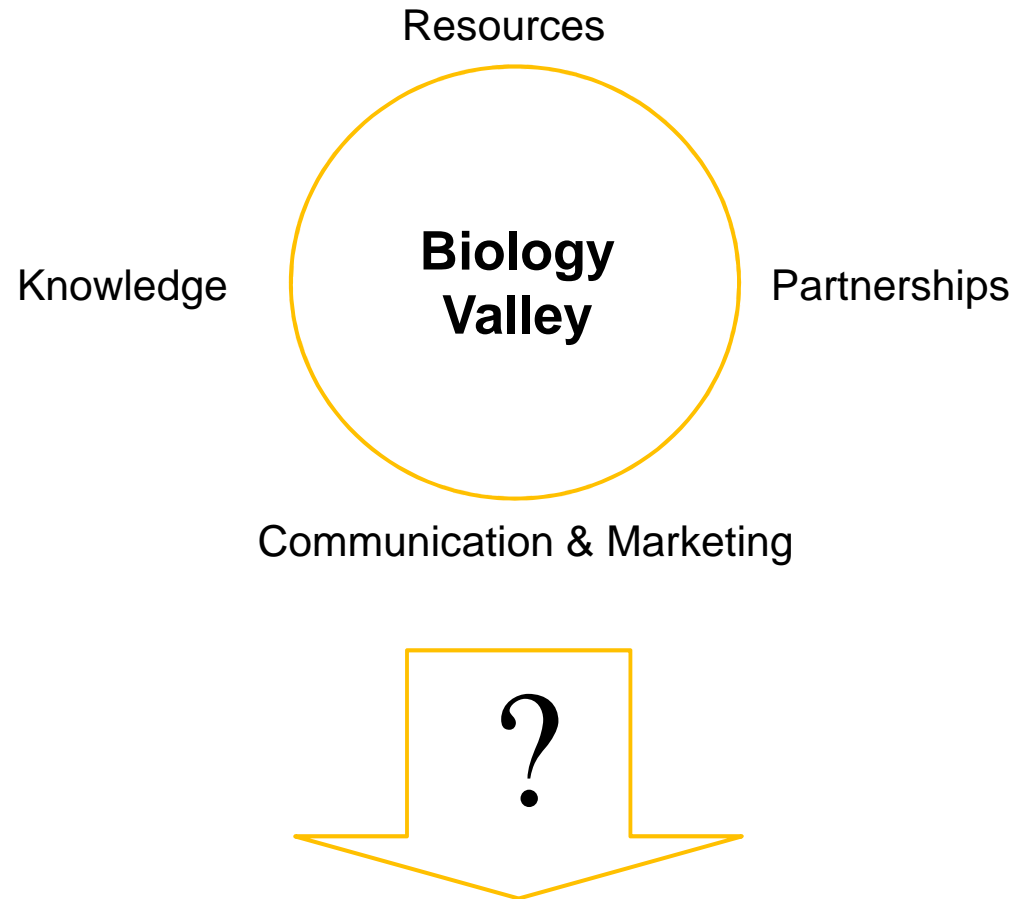 Resources
Biology
Valley
Knowledge
Partnerships
Communication & Marketing
?